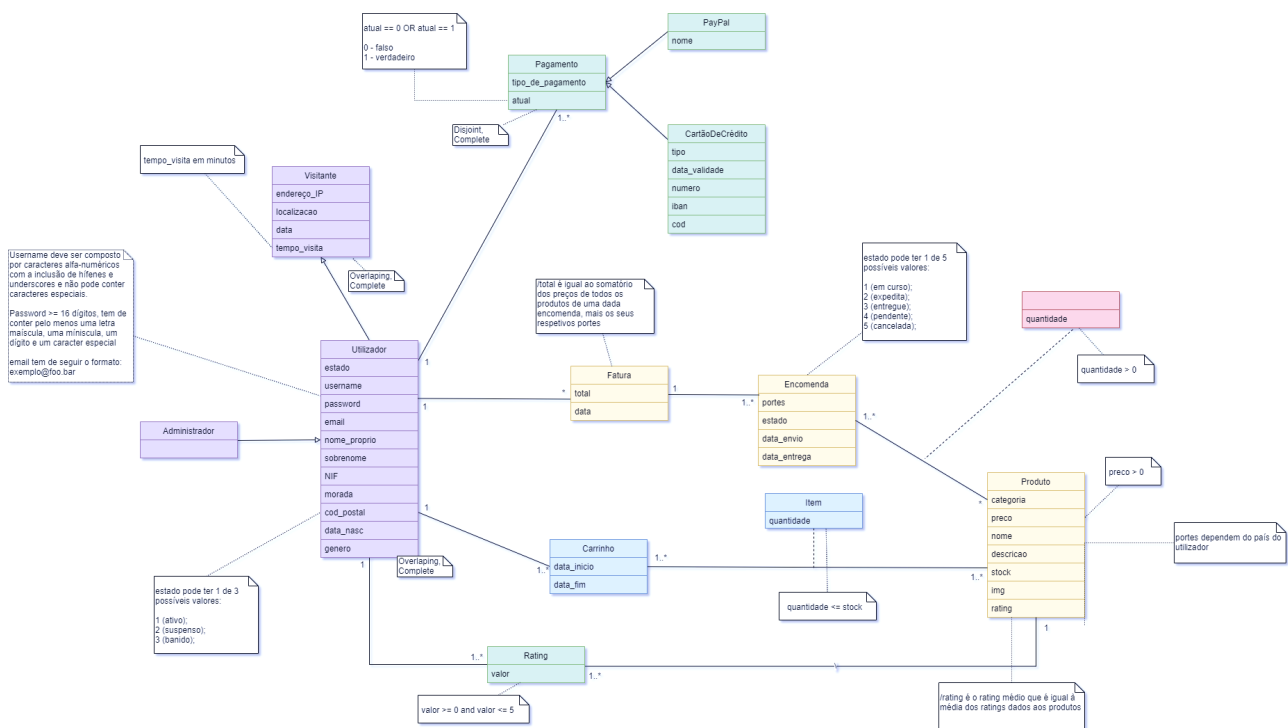 atual == 0 OR atual == 1
0 - falso
1 - verdadeiro
PayPal
nome
Pagamento
tipo_de_pagamento
atual
1..*
Disjoint,
Complete
CartãoDeCrédito
tipo
data_validade
numero
iban
cod
tempo_visita em minutos
Visitante
endereço_IP
localizacao
data
tempo_visita
Overlaping,
Complete
Username deve ser composto
por caracteres alfa-numéricos
com a inclusão de hífenes e
underscores e não pode conter
caracteres especiais.
Password >= 16 dígitos, tem de
conter pelo menos uma letra
maíscula, uma míniscula, um
dígito e um caracter especial
email tem de seguir o formato:
exemplo@foo.bar
/total é igual ao somatório
dos preços de todos os
produtos de uma dada
encomenda, mais os seus
respetivos portes
estado pode ter 1 de 5
possíveis valores:
1 (em curso);
2 (expedita);
3 (entregue);
4 (pendente);
5 (cancelada);
quantidade
quantidade > 0
Utilizador
estado
username
password
email
nome_proprio
sobrenome
NIF
morada
cod_postal
data_nasc
genero
1
1
*
Fatura
total
data
1
1..*
Encomenda
portes
estado
data_envio
data_entrega
1..*
*
Administrador
preco > 0
Produto
categoria
preco
nome
descricao
stock
img
rating
portes dependem do país do
utilizador
Item
quantidade
1
1..*
Carrinho
data_inicio
data_fim
1..*
1..*
quantidade <= stock
Overlaping,
Complete
estado pode ter 1 de 3
possíveis valores:
1 (ativo);
2 (suspenso);
3 (banido);
1
1..*
Rating
valor
1..*
1
valor >= 0 and valor <= 5
/rating é o rating médio que é igual à
média dos ratings dados aos produtos